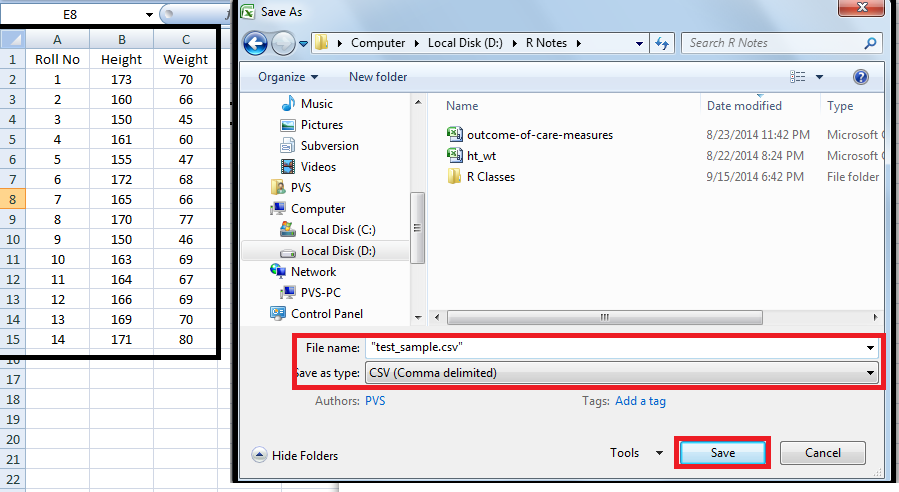 E8
A B C
1 Roll No Height Weight
2 1 173 70
3 2 160 66
4 3 150 45
5 4 161 60
6 5 155 47
7 6 172 68
8 7 165 66
9 8 170 77
10 9 150 46
11 10 163 69
12 11 164 67
13 12 166 69
14 13 169 70
15 14 171 80
16
17
18
19
20
21
22
Save As
Computer Local Disk (D:) R Notes
Search R Notes
Organize New folder
Music
Pictures
Subversion
Videos
PVS
Computer
Local Disk (C:)
Local Disk (D:)
Network
PVS-PC
Control Panel
Name Date modified Type
outcome-of-care-measures 8/23/2014 11:42 PM Microsoft
ht_wt 8/22/2014 8:24 PM Microsoft
R Classes 9/15/2014 6:42 PM File folder
File name: "test_sample.csv"
Save as type: CSV (Comma delimited)
Authors: PVS Tags: Add a tag
Hide Folders Tools Save Cancel